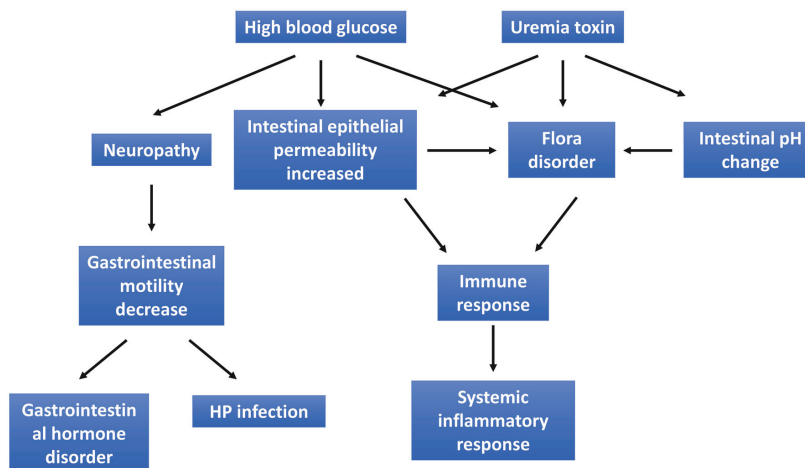 High blood glucose
Uremia toxin
Neuropathy
Intestinal epithelial
permeability
increased
Flora
disorder
Intestinal pH
change
Gastrointestinal
motility
decrease
Immune
response
Gastrointestin
al hormone
disorder
HP infection
Systemic
inflammatory
response